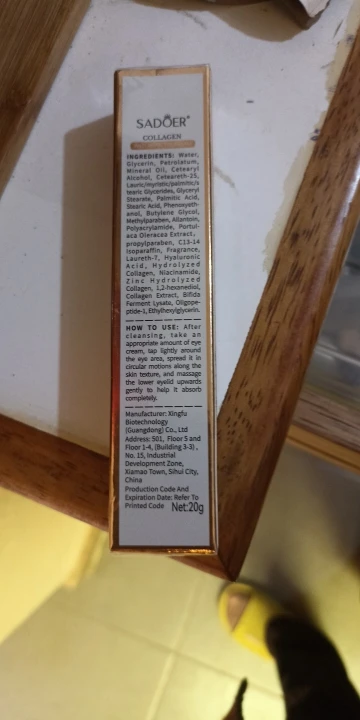 SADOER®
COLLAGEN
INGREDIENTS: Water,
Glycerin, Petrolatum,
Mineral Oil, Cetearyl
Alcohol, Ceteareth-25,
Lauric/myristic/palmitic/s
tearic Glycerides, Glyceryl
Stearate, Palmitic Acid,
Stearic Acid, Phenoxyeth-
anol, Butylene Glycol,
Methylparaben, Allantoin,
Polyacrylamide, Portul-
aca Oleracea Extract,
propylparaben, C13-14
Isoparaffin, Fragrance,
Laureth-7, Hyaluronic
Acid, Hydrolyzed
Collagen, Niacinamide,
Zinc Hydrolyzed
Collagen, 1,2-hexanediol,
Collagen Extract, Bifida
Ferment Lysate, Oligope-
ptide-1, Ethylhexylglycerin.
HOW TO USE: After
cleansing, take an
appropriate amount of eye
cream, tap lightly around
the eye area, spread it in
circular motions along the
skin texture, and massage
the lower eyelid upwards
gently to help it absorb
completely.
Manufacturer: Xingfu
Biotechnology
(Guangdong) Co., Ltd
Address: 501, Floor 5 and
Floor 1-4, (Building 3-3),
No. 15, Industrial
Development Zone,
Xiamao Town, Sihui City,
China
Production Code And
Expiration Date: Refer To
Printed Code Net:20g